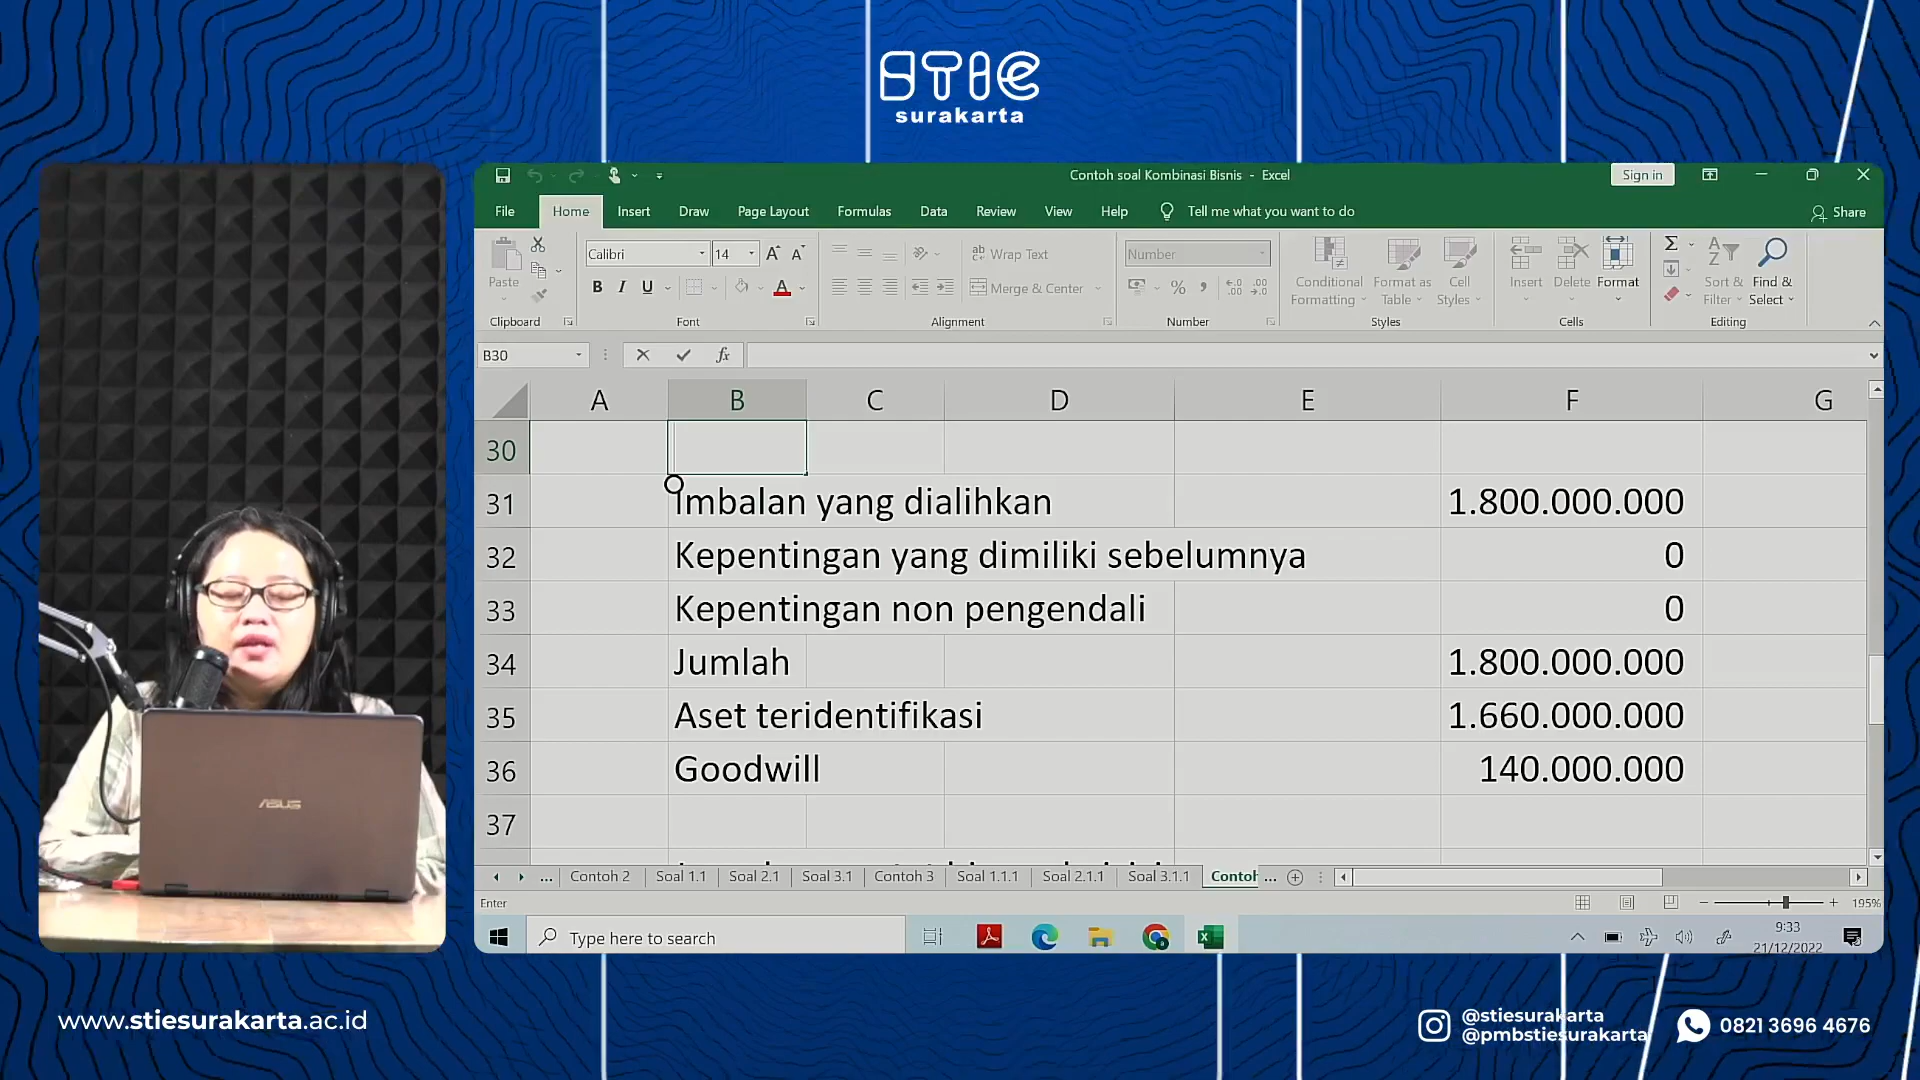 STIE
surakarta
Contoh soal Kombinasi Bisnis - Excel
Sign in
File Home Insert Draw Page Layout Formulas Data Review View Help Tell me what you want to do Share
Paste
Calibri 14
B I U
Wrap Text
Merge & Center
Number
Conditional Formatting
Format as Table
Cell Styles
Insert Delete Format
Sort & Filter
Find & Select
Clipboard Font Alignment Number Styles Cells Editing
B30
fx
A B C D E F G
30
31 Imbalan yang dialihkan 1.800.000.000
32 Kepentingan yang dimiliki sebelumnya 0
33 Kepentingan non pengendali 0
34 Jumlah 1.800.000.000
35 Aset teridentifikasi 1.660.000.000
36 Goodwill 140.000.000
37
... Contoh 2 Soal 1.1 Soal 2.1 Soal 3.1 Contoh 3 Soal 1.1.1 Soal 2.1.1 Soal 3.1.1 Contoh ...
Enter
195%
Type here to search
9:33
21/12/2022
ASUS
www.stiesurakarta.ac.id
@stiesurakarta
@pmbstiesurakarta
0821 3696 4676